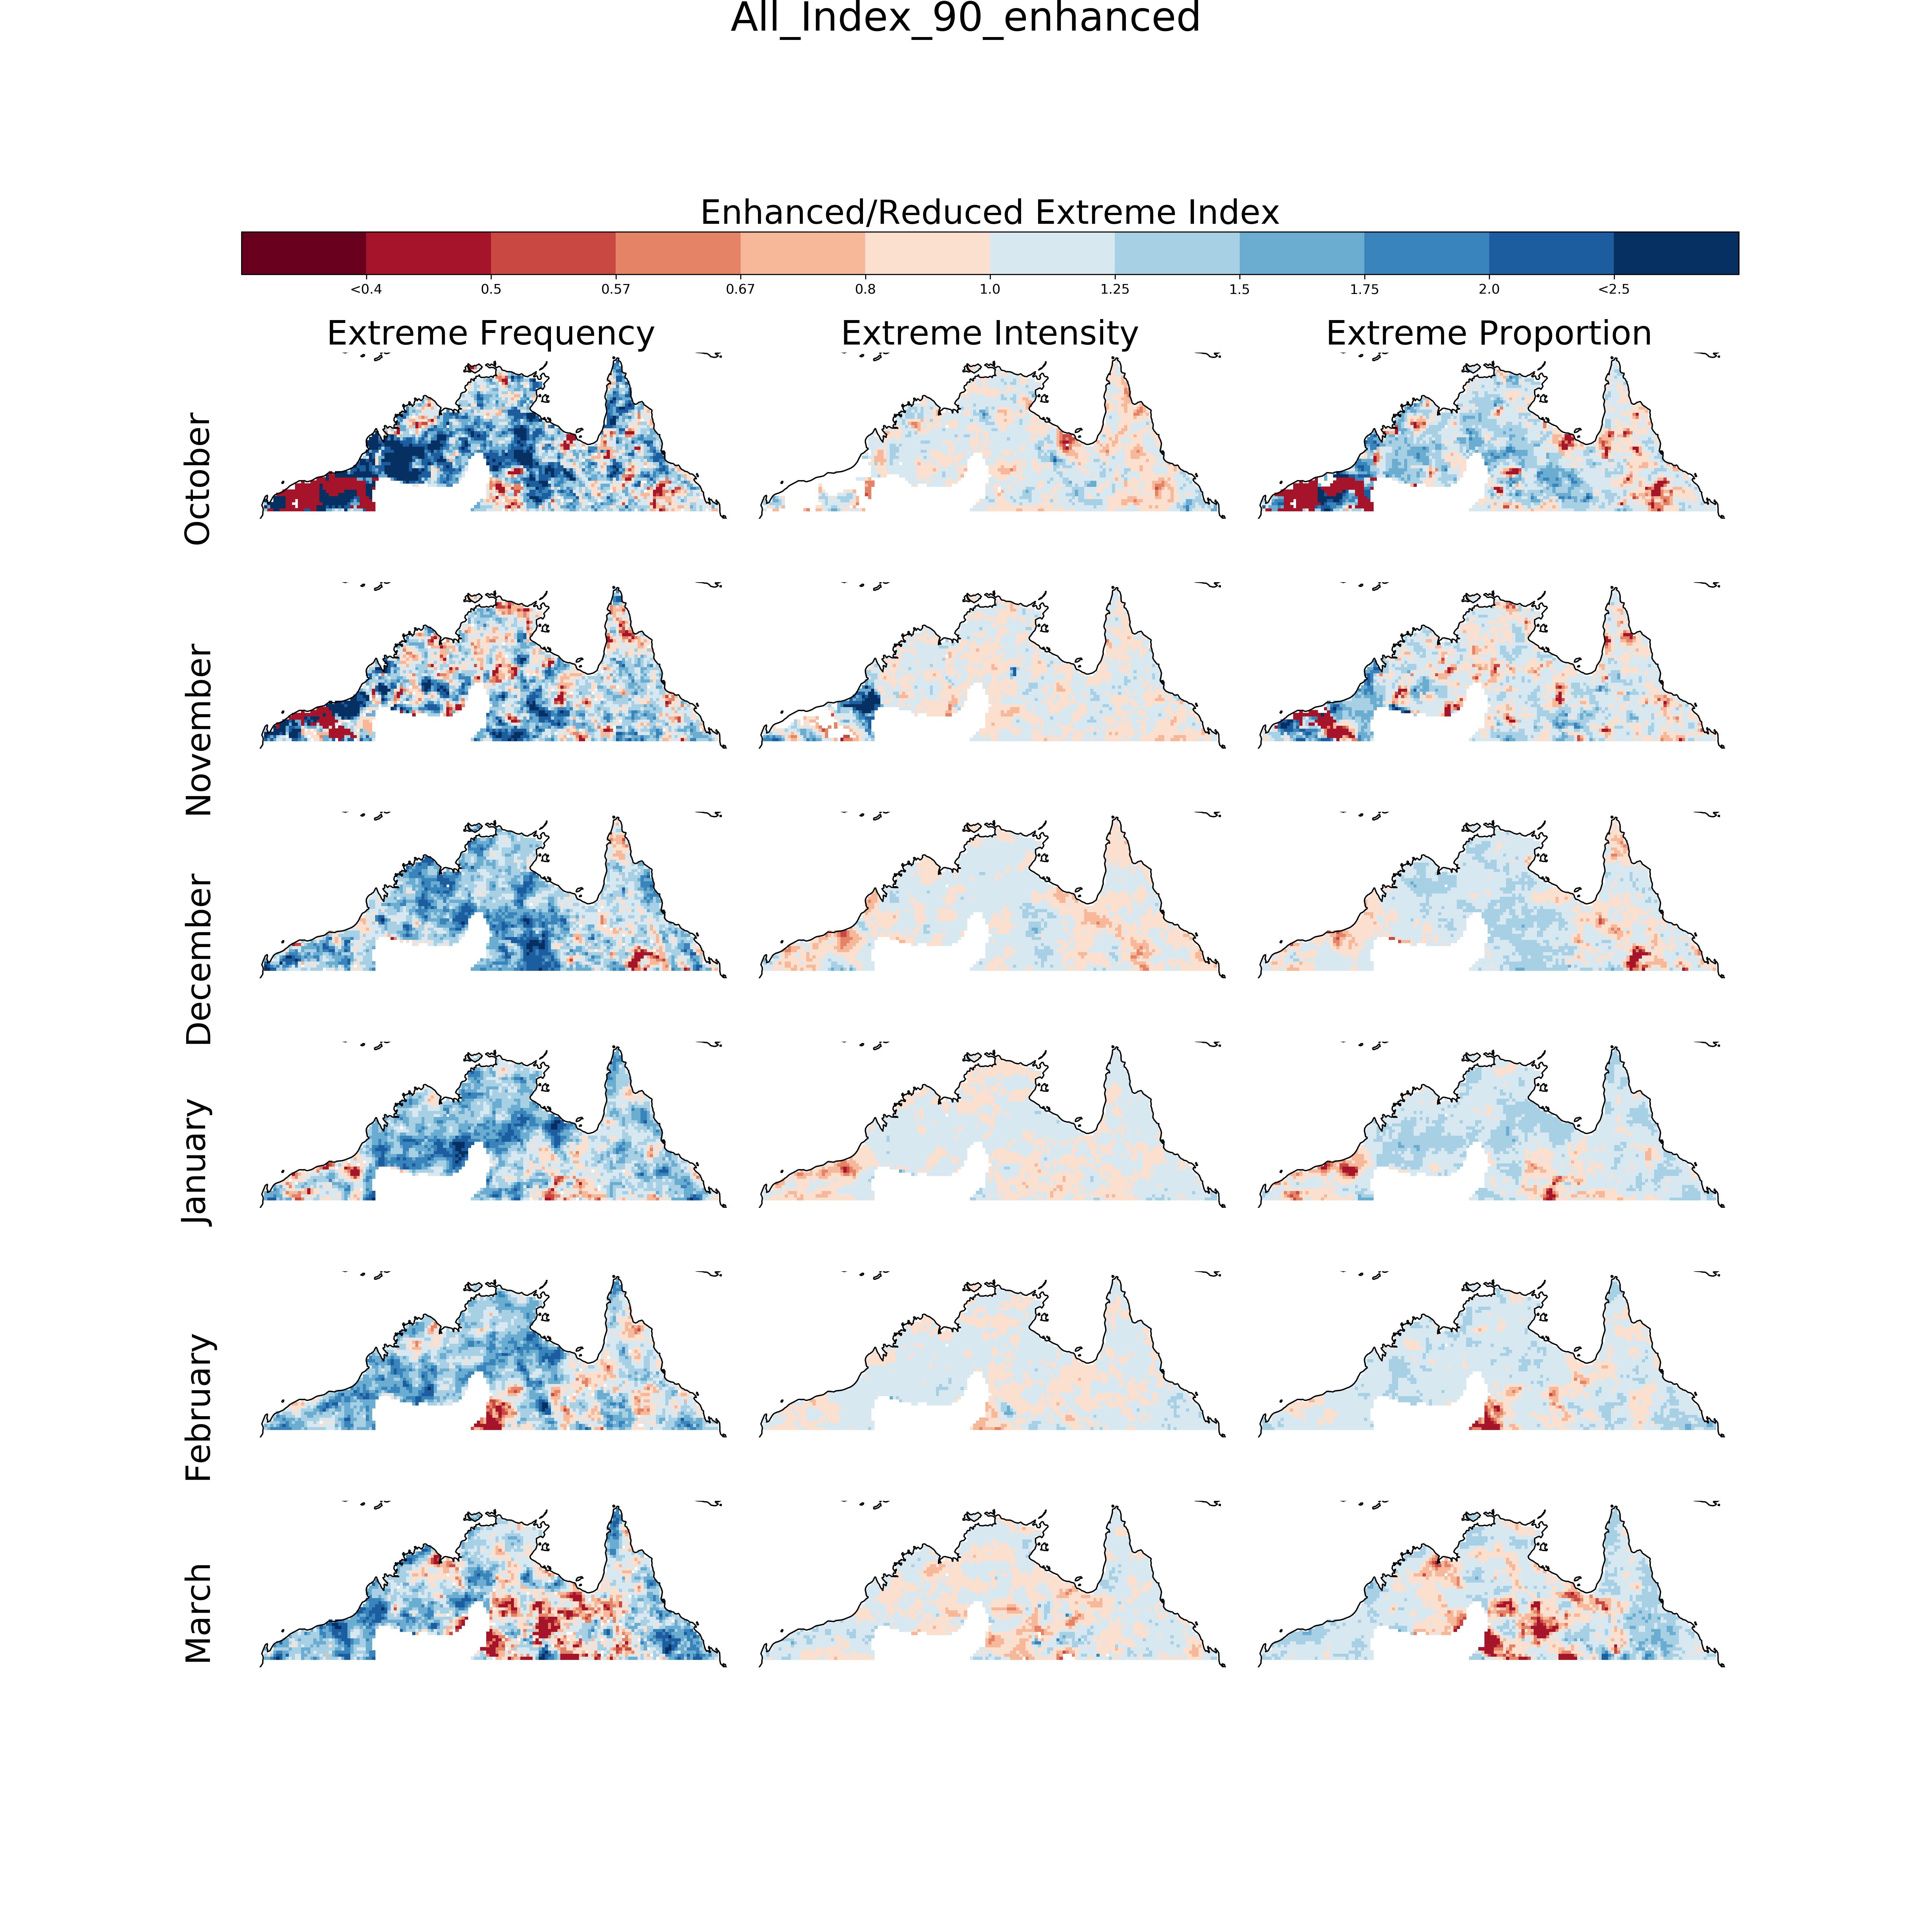 All_Index_90_enhanced
Enhanced/Reduced Extreme Index
<0.4 0.5 0.57 0.67 0.8 1.0 1.25 1.5 1.75 2.0 <2.5
Extreme Frequency Extreme Intensity Extreme Proportion
October
November
December
January
February
March